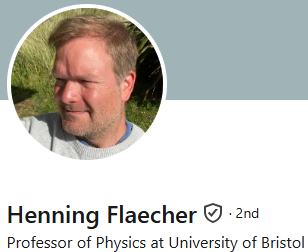 Henning Flaecher · 2nd
Professor of Physics at University of Bristol